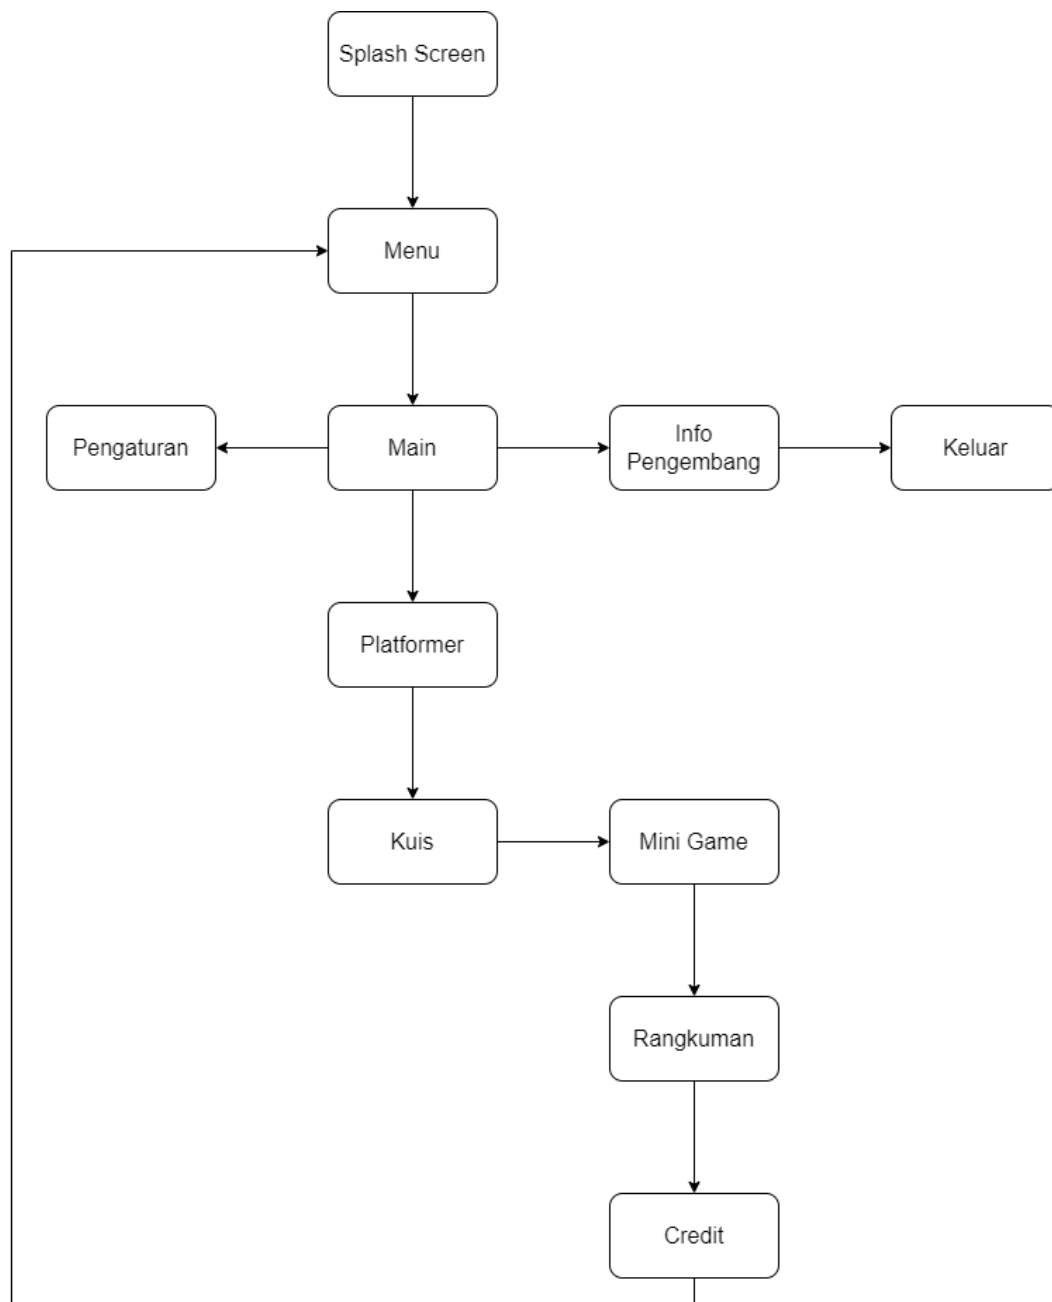 Splash Screen
Menu
Pengaturan
Main
Info
Pengembang
Keluar
Platformer
Kuis
Mini Game
Rangkuman
Credit